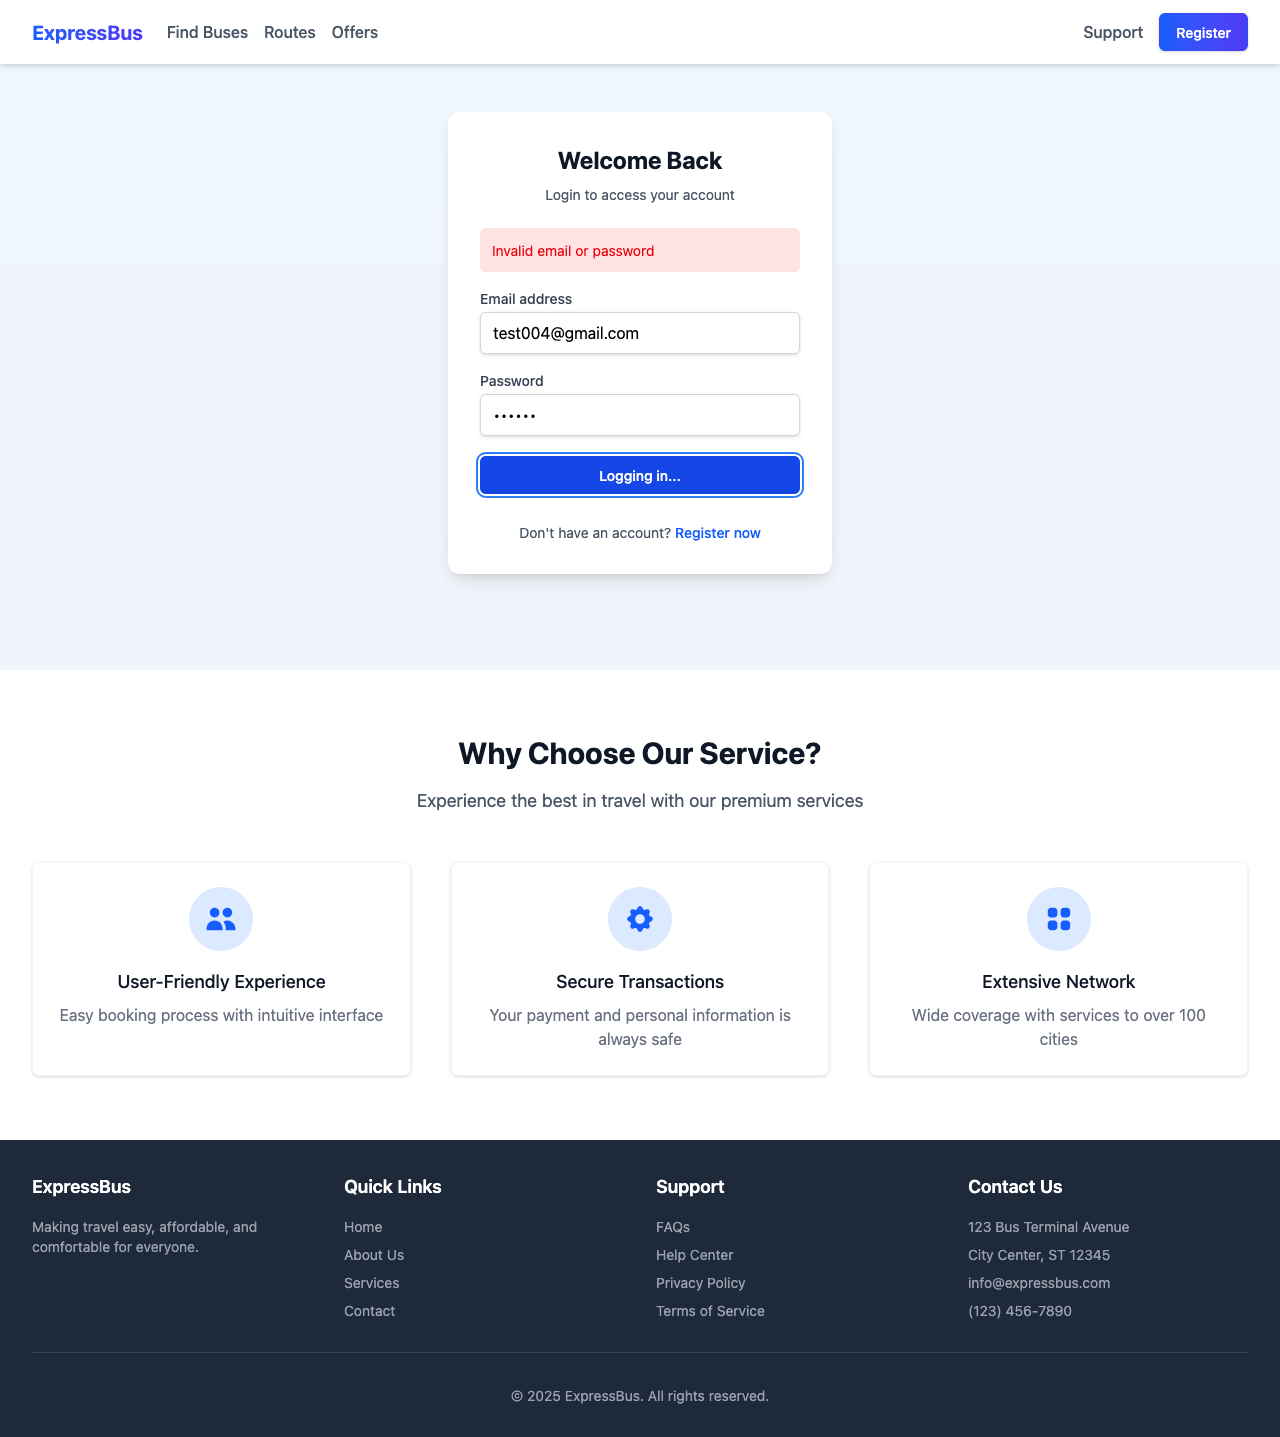 ExpressBus
Find Buses
Routes
Offers
Support
Register
Welcome Back
Login to access your account
Invalid email or password
Email address
test004@gmail.com
Password
••••••
Logging in...
Don't have an account? Register now
Why Choose Our Service?
Experience the best in travel with our premium services
User-Friendly Experience
Easy booking process with intuitive interface
Secure Transactions
Your payment and personal information is
always safe
Extensive Network
Wide coverage with services to over 100
cities
ExpressBus
Making travel easy, affordable, and
comfortable for everyone.
Quick Links
Home
About Us
Services
Contact
Support
FAQs
Help Center
Privacy Policy
Terms of Service
Contact Us
123 Bus Terminal Avenue
City Center, ST 12345
info@expressbus.com
(123) 456-7890
© 2025 ExpressBus. All rights reserved.